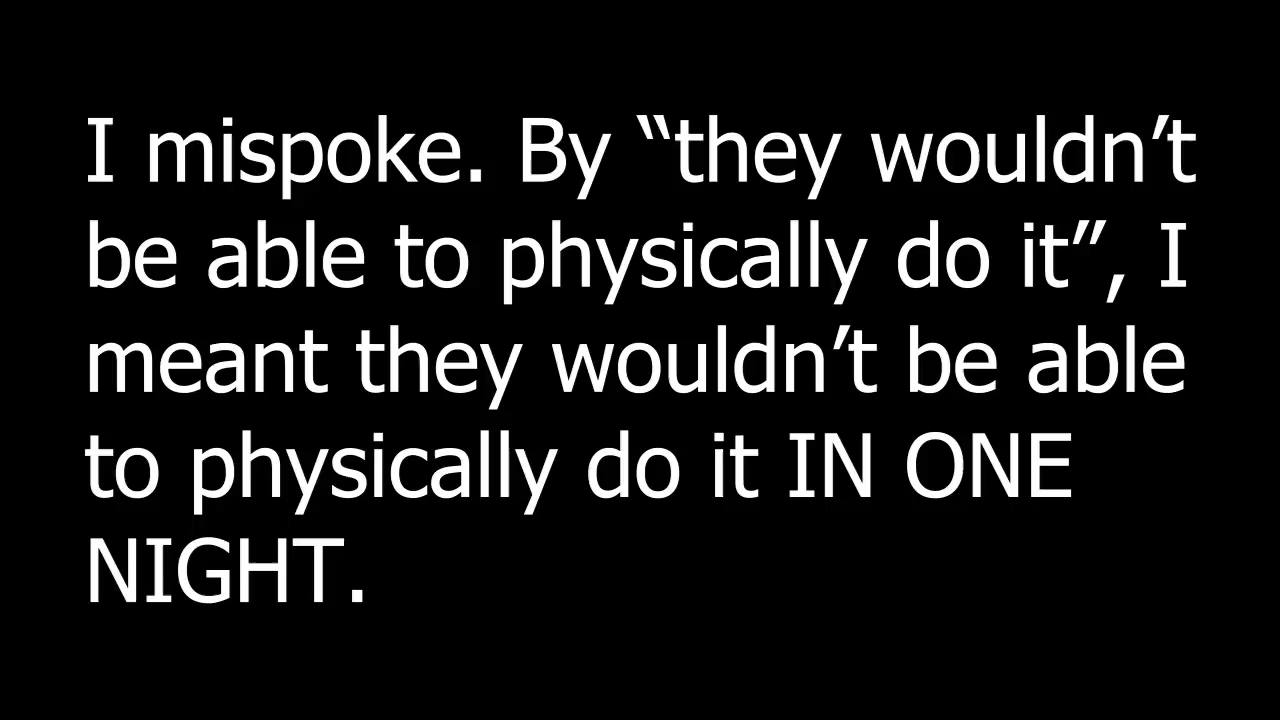 I mispoke. By “they wouldn’t
be able to physically do it”, I
meant they wouldn’t be able
to physically do it IN ONE
NIGHT.